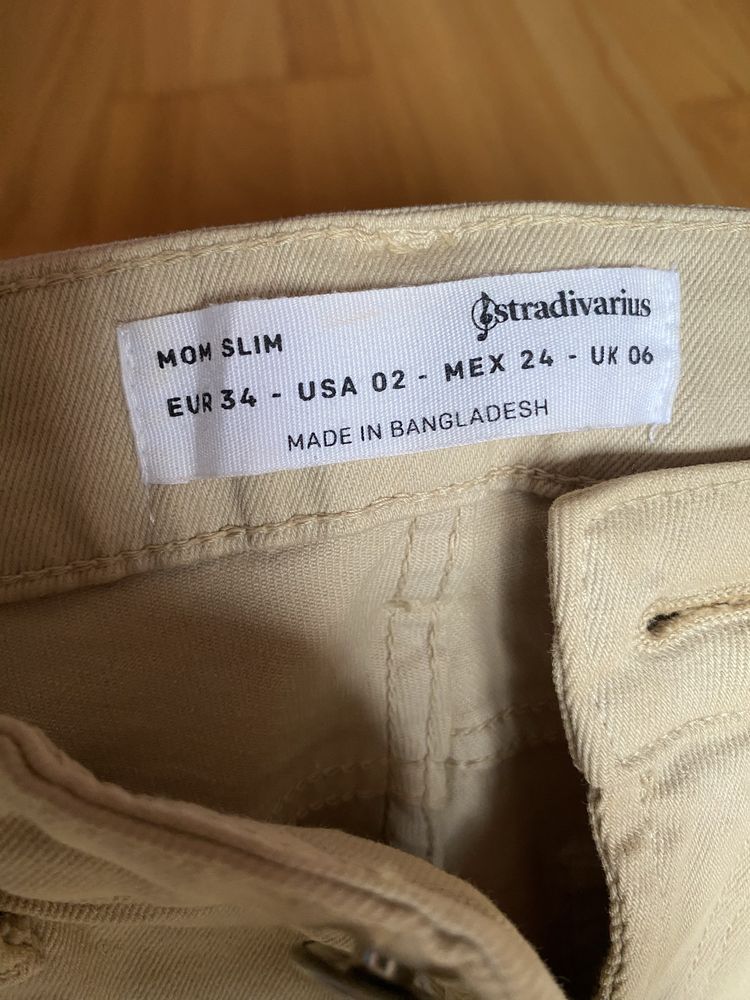 stradivarius
MOM SLIM
EUR 34 - USA 02 - MEX 24 - UK 06
MADE IN BANGLADESH